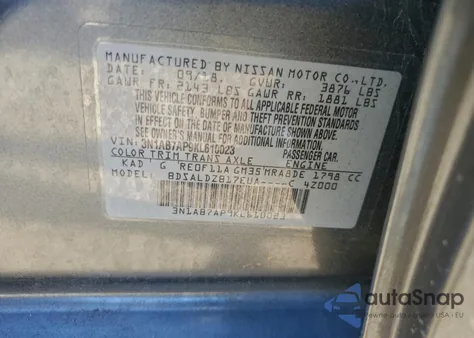 MANUFACTURED BY NISSAN MOTOR CO.,LTD.
DATE: 09/18. GVWR: 3876 LBS
GAWR FR: 2143 LBS GAWR RR: 1881 LBS
THIS VEHICLE CONFORMS TO ALL APPLICABLE FEDERAL MOTOR
VEHICLE SAFETY, BUMPER AND THEFT PREVENTION
STANDARDS IN EFFECT ON THE DATE OF MANUFACTURE SHOWN ABOVE.
SEE OWNER'S MANUAL FOR ADDITIONAL
INFORMATION
VIN: 3N1AB7AP9KL610023 PASSENGER CAR
COLOR TRIM TRANS AXLE ENGINE
KAD G RE0F11A GM35 MRA8DE 1798 CC
MODEL: BDSALDZB17EUA----C 42000
3N1AB7AP9KL610023
autoSnap